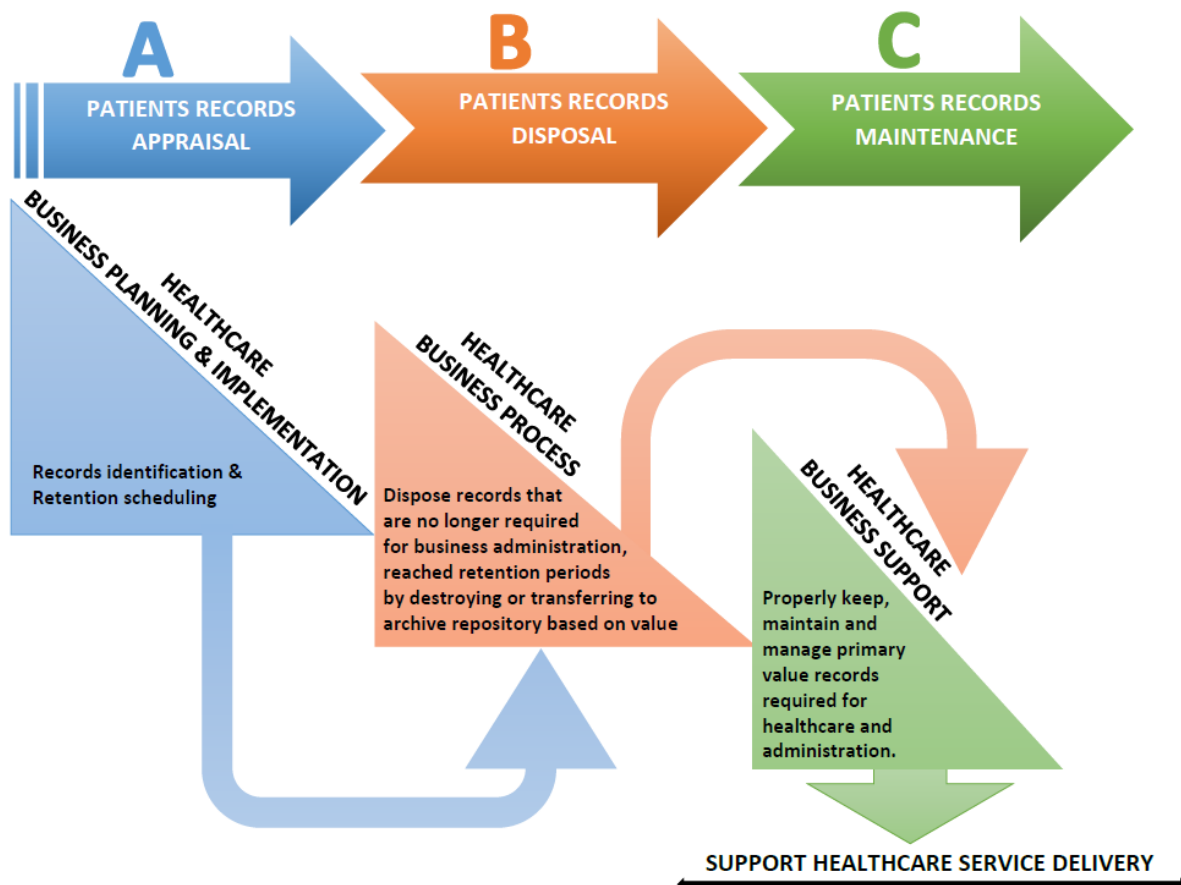 A
PATIENTS RECORDS
APPRAISAL
B
PATIENTS RECORDS
DISPOSAL
C
PATIENTS RECORDS
MAINTENANCE
HEALTHCARE
BUSINESS PLANNING & IMPLEMENTATION
Records identification &
Retention scheduling
HEALTHCARE
BUSINESS PROCESS
Dispose records that
are no longer required
for business administration,
reached retention periods
by destroying or transferring to
archive repository based on value
HEALTHCARE
BUSINESS SUPPORT
Properly keep,
maintain and
manage primary
value records
required for
healthcare and
administration.
SUPPORT HEALTHCARE SERVICE DELIVERY